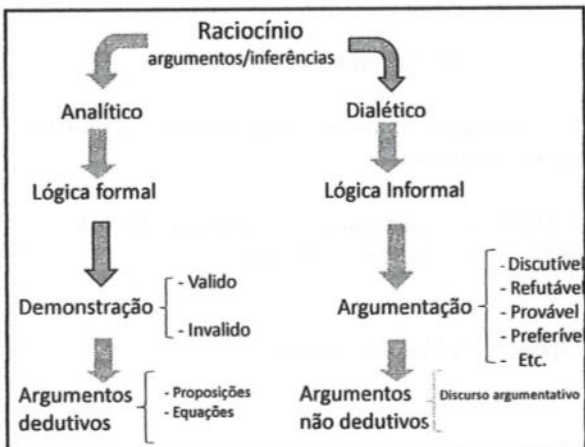 Raciocínio
argumentos/inferências
Analítico
Dialético
Lógica formal
Lógica Informal
Demonstração
- Valido
- Invalido
Argumentação
- Discutível
- Refutável
- Provável
- Preferível
- Etc.
Argumentos
dedutivos
- Proposições
- Equações
Argumentos
não dedutivos
Discurso argumentativo